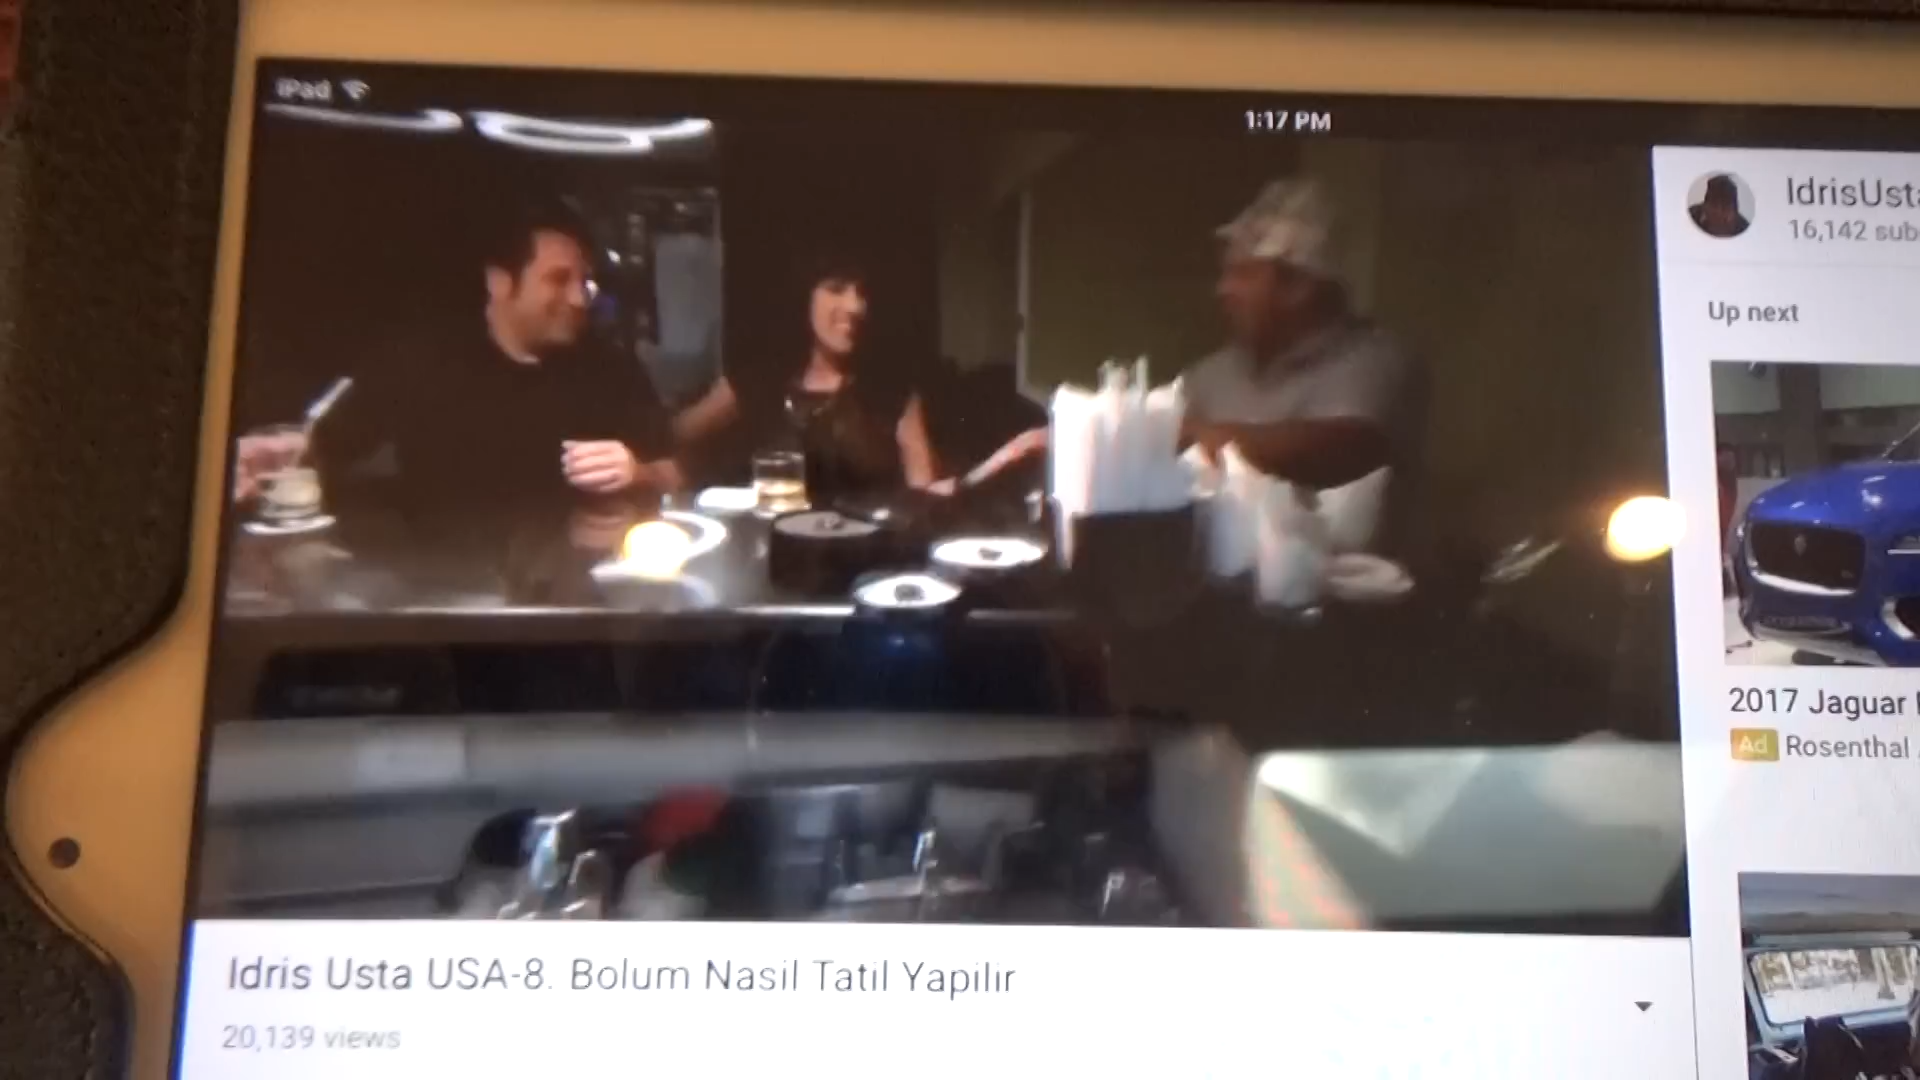 iPad
1:17 PM
IdrisUsta
16,142 sub
Up next
2017 Jaguar
Ad Rosenthal
Idris Usta USA-8. Bolum Nasil Tatil Yapilir
20,139 views